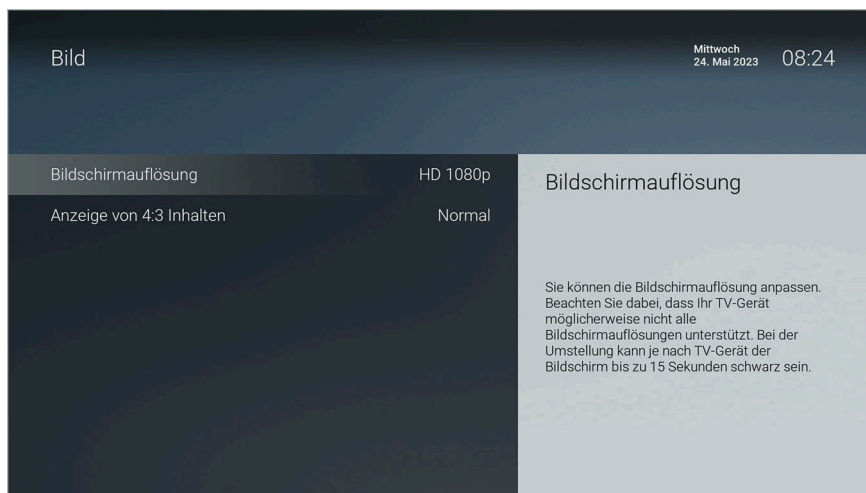 Bild
Mittwoch
24. Mai 2023
08:24
Bildschirmauflösung HD 1080p
Anzeige von 4:3 Inhalten Normal
Bildschirmauflösung
Sie können die Bildschirmauflösung anpassen.
Beachten Sie dabei, dass Ihr TV-Gerät
möglicherweise nicht alle
Bildschirmauflösungen unterstützt. Bei der
Umstellung kann je nach TV-Gerät der
Bildschirm bis zu 15 Sekunden schwarz sein.